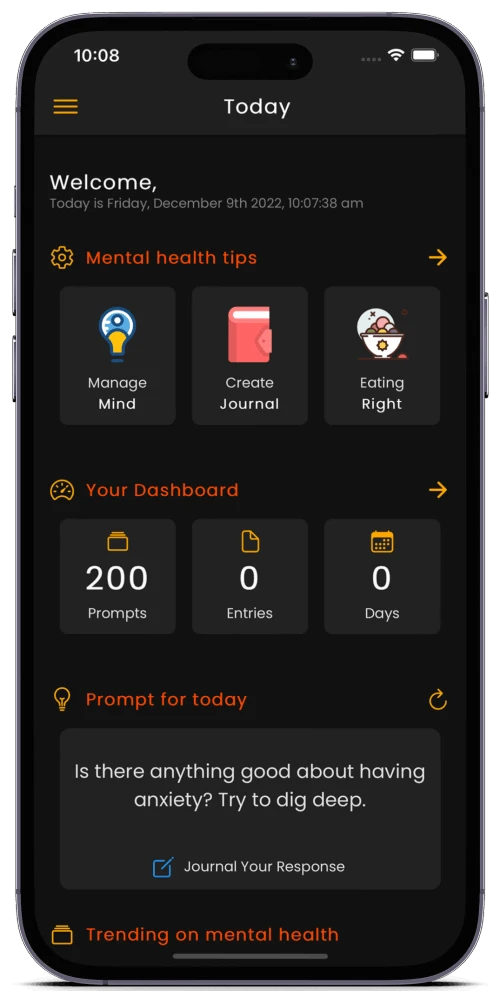 10:08
Today
Welcome,
Today is Friday, December 9th 2022, 10:07:38 am
Mental health tips
Manage
Mind
Create
Journal
Eating
Right
Your Dashboard
200
Prompts
0
Entries
0
Days
Prompt for today
Is there anything good about having
anxiety? Try to dig deep.
Journal Your Response
Trending on mental health